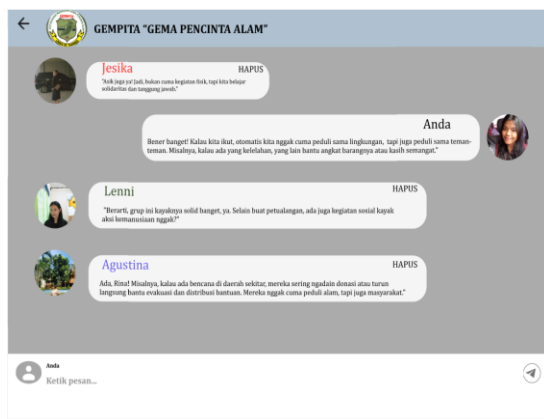 GEMPITA "GEMA PENCINTA ALAM"
Jesika HAPUS
"Asik juga ya! Jadi, bukan cuma kegiatan fisik, tapi kita belajar
solidaritas dan tanggung jawab."
Anda
Bener banget! Kalau kita ikut, otomatis kita nggak cuma peduli sama lingkungan, tapi juga peduli sama teman-
teman. Misalnya, kalau ada yang kelelahan, yang lain bantu angkat barangnya atau kasih semangat."
Lenni HAPUS
"Berarti, grup ini kayaknya solid banget, ya. Selain buat petualangan, ada juga kegiatan sosial kayak
aksi kemanusiaan nggak?"
Agustina HAPUS
Ada, Rina! Misalnya, kalau ada bencana di daerah sekitar, mereka sering ngadain donasi atau turun
langsung bantu evakuasi dan distribusi bantuan. Mereka nggak cuma peduli alam, tapi juga masyarakat."
Anda
Ketik pesan...